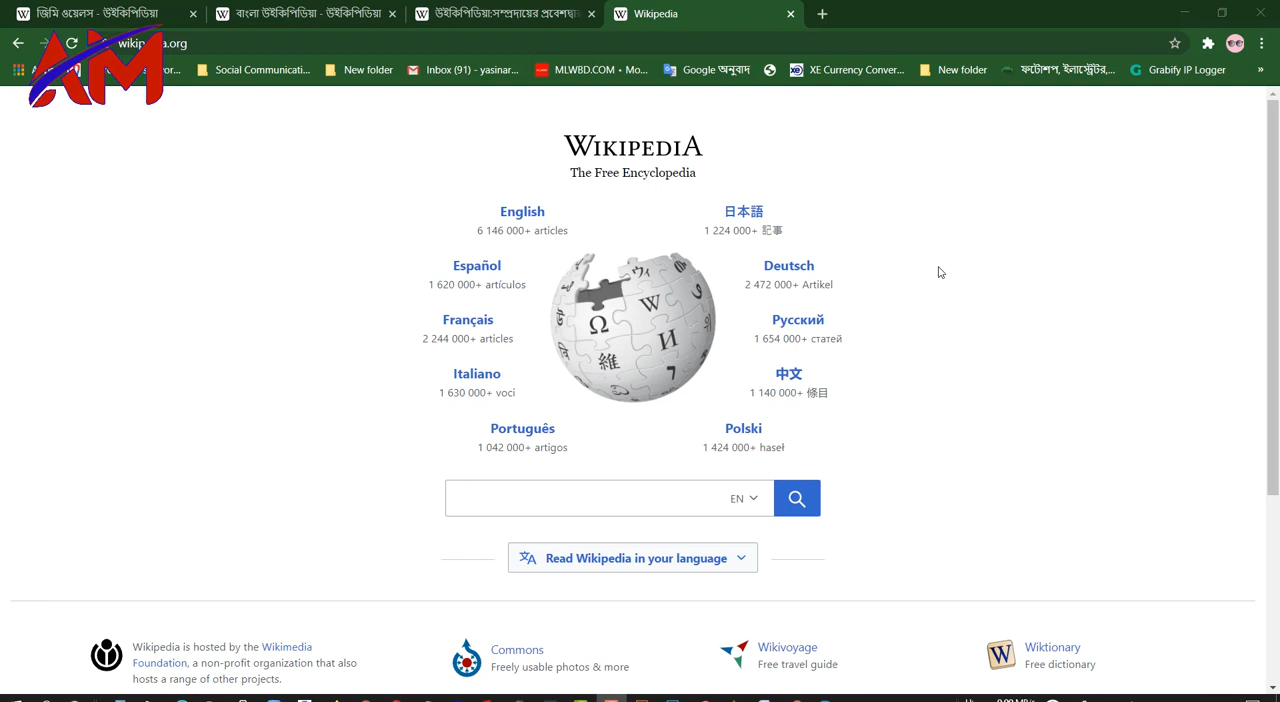 জিমি ওয়েলস - উইকিপিডিয়া
বাংলা উইকিপিডিয়া - উইকিপিডিয়া
উইকিপিডিয়া:সম্প্রদায়ের প্রবেশদ্বার
Wikipedia
AM
Social Communicati...
New folder
Inbox (91) - yasinar...
MLWBD.COM • Mo...
Google অনুবাদ
XE Currency Conver...
New folder
ফটোশপ, ইলাস্ট্রেটর,...
Grabify IP Logger
»
WIKIPEDIA
The Free Encyclopedia
English
6 146 000+ articles
日本語
1 224 000+ 記事
Español
1 620 000+ artículos
Deutsch
2 472 000+ Artikel
Français
2 244 000+ articles
Русский
1 654 000+ статей
Italiano
1 630 000+ voci
中文
1 140 000+ 條目
Português
1 042 000+ artigos
Polski
1 424 000+ haseł
Ω W И 維 ウィ
EN
Read Wikipedia in your language
Wikipedia is hosted by the Wikimedia
Foundation, a non-profit organization that also
hosts a range of other projects.
Commons
Freely usable photos & more
Wikivoyage
Free travel guide
W
Wiktionary
Free dictionary